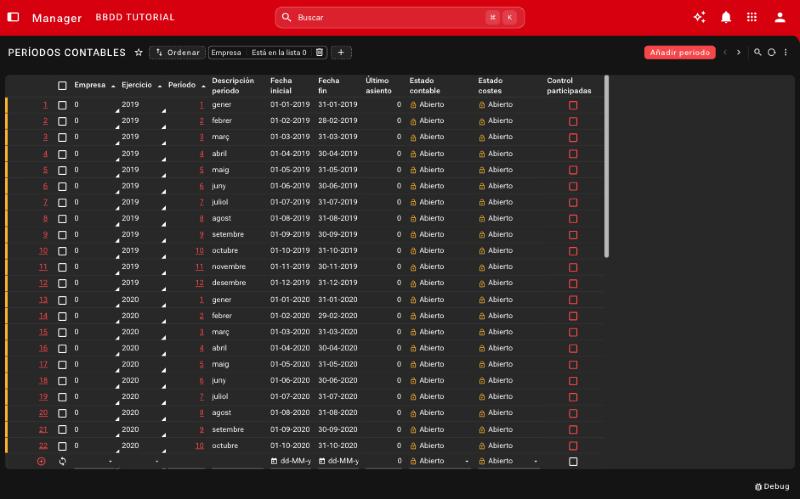 Manager BBDD TUTORIAL Buscar ⌘ K
PERÍODOS CONTABLES Ordenar Empresa Está en la lista 0 + Añadir período
Empresa Ejercicio Período Descripción período Fecha inicial Fecha fin Último asiento Estado contable Estado costes Control participadas
1 0 2019 1 gener 01-01-2019 31-01-2019 0 Abierto Abierto
2 0 2019 2 febrer 01-02-2019 28-02-2019 0 Abierto Abierto
3 0 2019 3 març 01-03-2019 31-03-2019 0 Abierto Abierto
4 0 2019 4 abril 01-04-2019 30-04-2019 0 Abierto Abierto
5 0 2019 5 maig 01-05-2019 31-05-2019 0 Abierto Abierto
6 0 2019 6 juny 01-06-2019 30-06-2019 0 Abierto Abierto
7 0 2019 7 juliol 01-07-2019 31-07-2019 0 Abierto Abierto
8 0 2019 8 agost 01-08-2019 31-08-2019 0 Abierto Abierto
9 0 2019 9 setembre 01-09-2019 30-09-2019 0 Abierto Abierto
10 0 2019 10 octubre 01-10-2019 31-10-2019 0 Abierto Abierto
11 0 2019 11 novembre 01-11-2019 30-11-2019 0 Abierto Abierto
12 0 2019 12 desembre 01-12-2019 31-12-2019 0 Abierto Abierto
13 0 2020 1 gener 01-01-2020 31-01-2020 0 Abierto Abierto
14 0 2020 2 febrer 01-02-2020 29-02-2020 0 Abierto Abierto
15 0 2020 3 març 01-03-2020 31-03-2020 0 Abierto Abierto
16 0 2020 4 abril 01-04-2020 30-04-2020 0 Abierto Abierto
17 0 2020 5 maig 01-05-2020 31-05-2020 0 Abierto Abierto
18 0 2020 6 juny 01-06-2020 30-06-2020 0 Abierto Abierto
19 0 2020 7 juliol 01-07-2020 31-07-2020 0 Abierto Abierto
20 0 2020 8 agost 01-08-2020 31-08-2020 0 Abierto Abierto
21 0 2020 9 setembre 01-09-2020 30-09-2020 0 Abierto Abierto
22 0 2020 10 octubre 01-10-2020 31-10-2020 0 Abierto Abierto
dd-MM-y dd-MM-y 0 Abierto Abierto
Debug